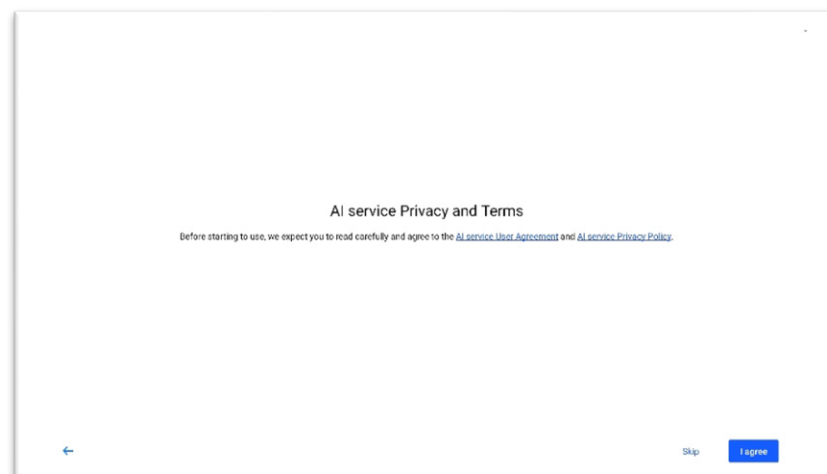 AI service Privacy and Terms
Before starting to use, we expect you to read carefully and agree to the AI service User Agreement and AI service Privacy Policy.
Skip
I agree